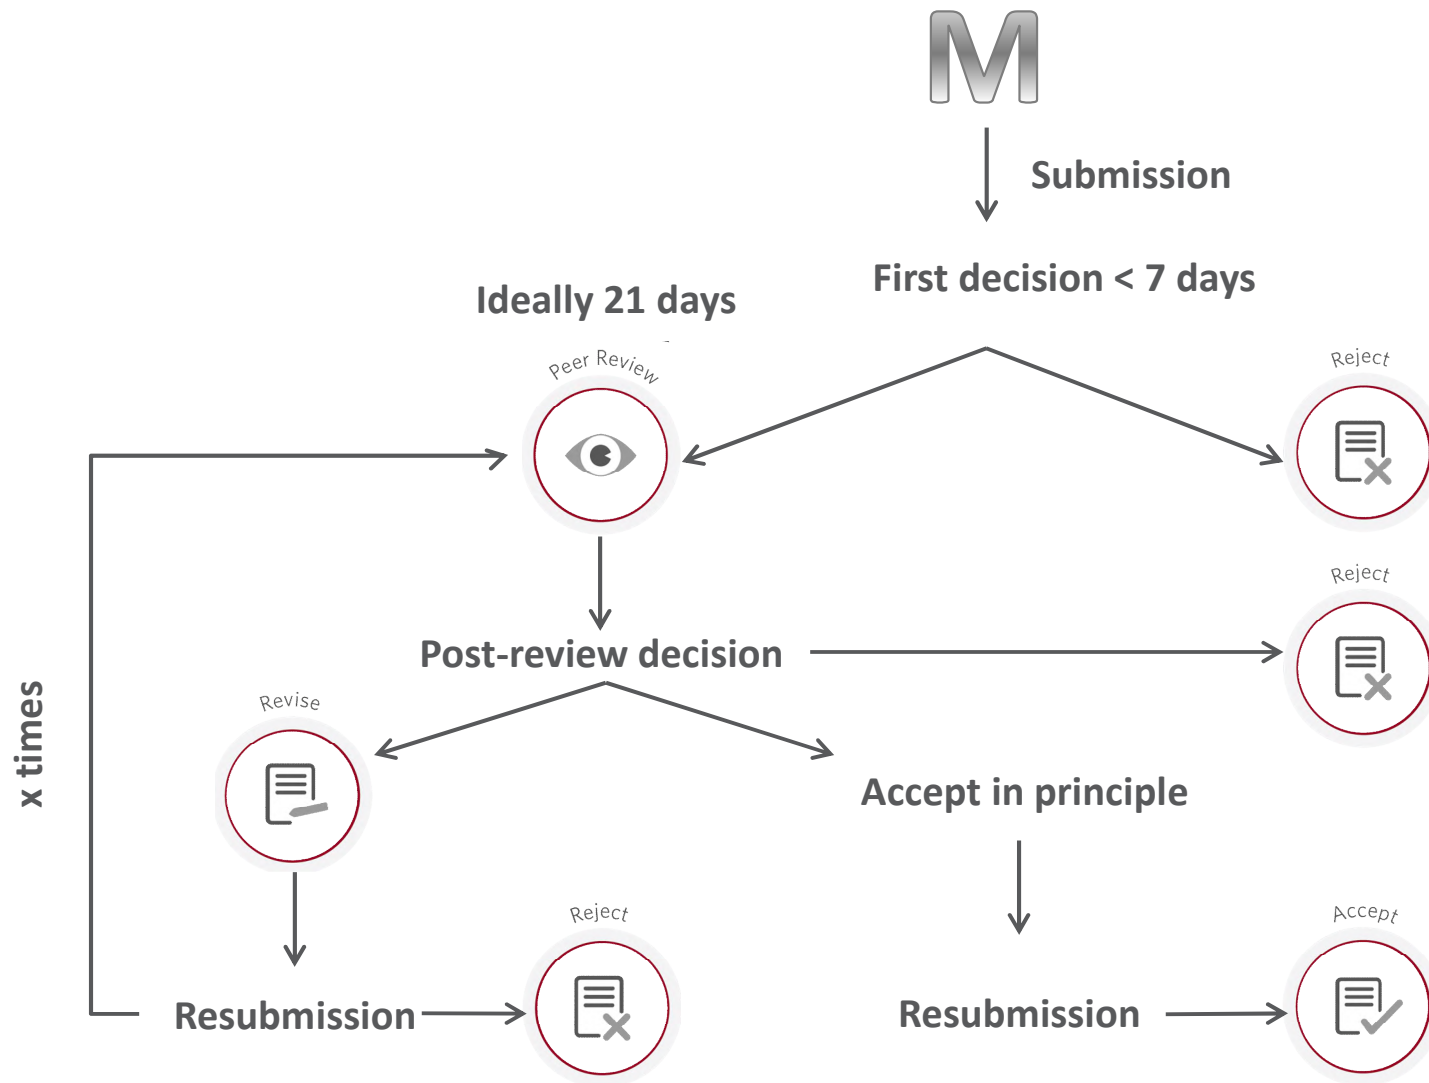 M
Submission
First decision < 7 days
Ideally 21 days
Peer Review
Reject
Reject
Post-review decision
x times
Revise
Accept in principle
Reject
Accept
Resubmission
Resubmission